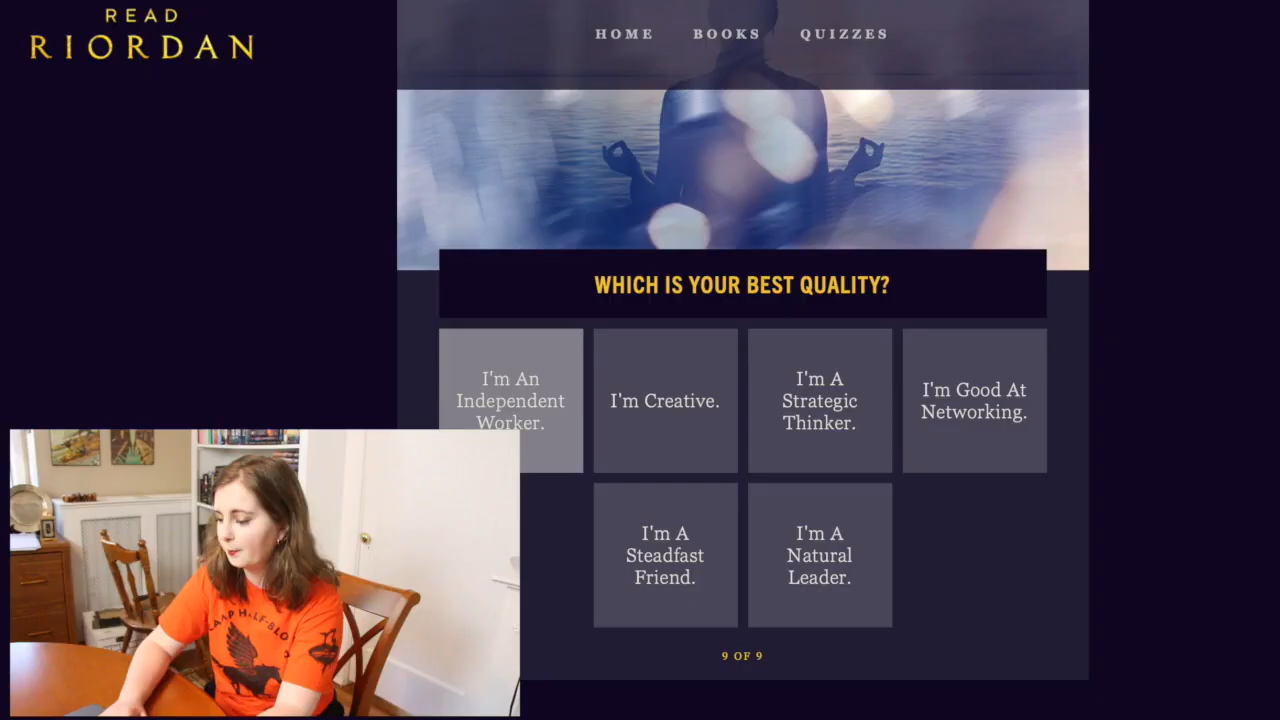 READ
RIORDAN
HOME BOOKS QUIZZES
WHICH IS YOUR BEST QUALITY?
I'm An
Independent
Worker.
I'm Creative.
I'm A
Strategic
Thinker.
I'm Good At
Networking.
I'm A
Steadfast
Friend.
I'm A
Natural
Leader.
9 OF 9